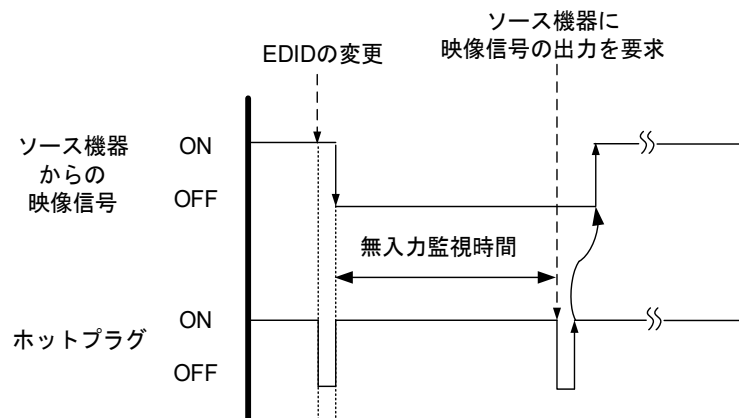 ソース機器に
映像信号の出力を要求
EDIDの変更
ソース機器
からの
映像信号
ON
OFF
無入力監視時間
ホットプラグ
ON
OFF